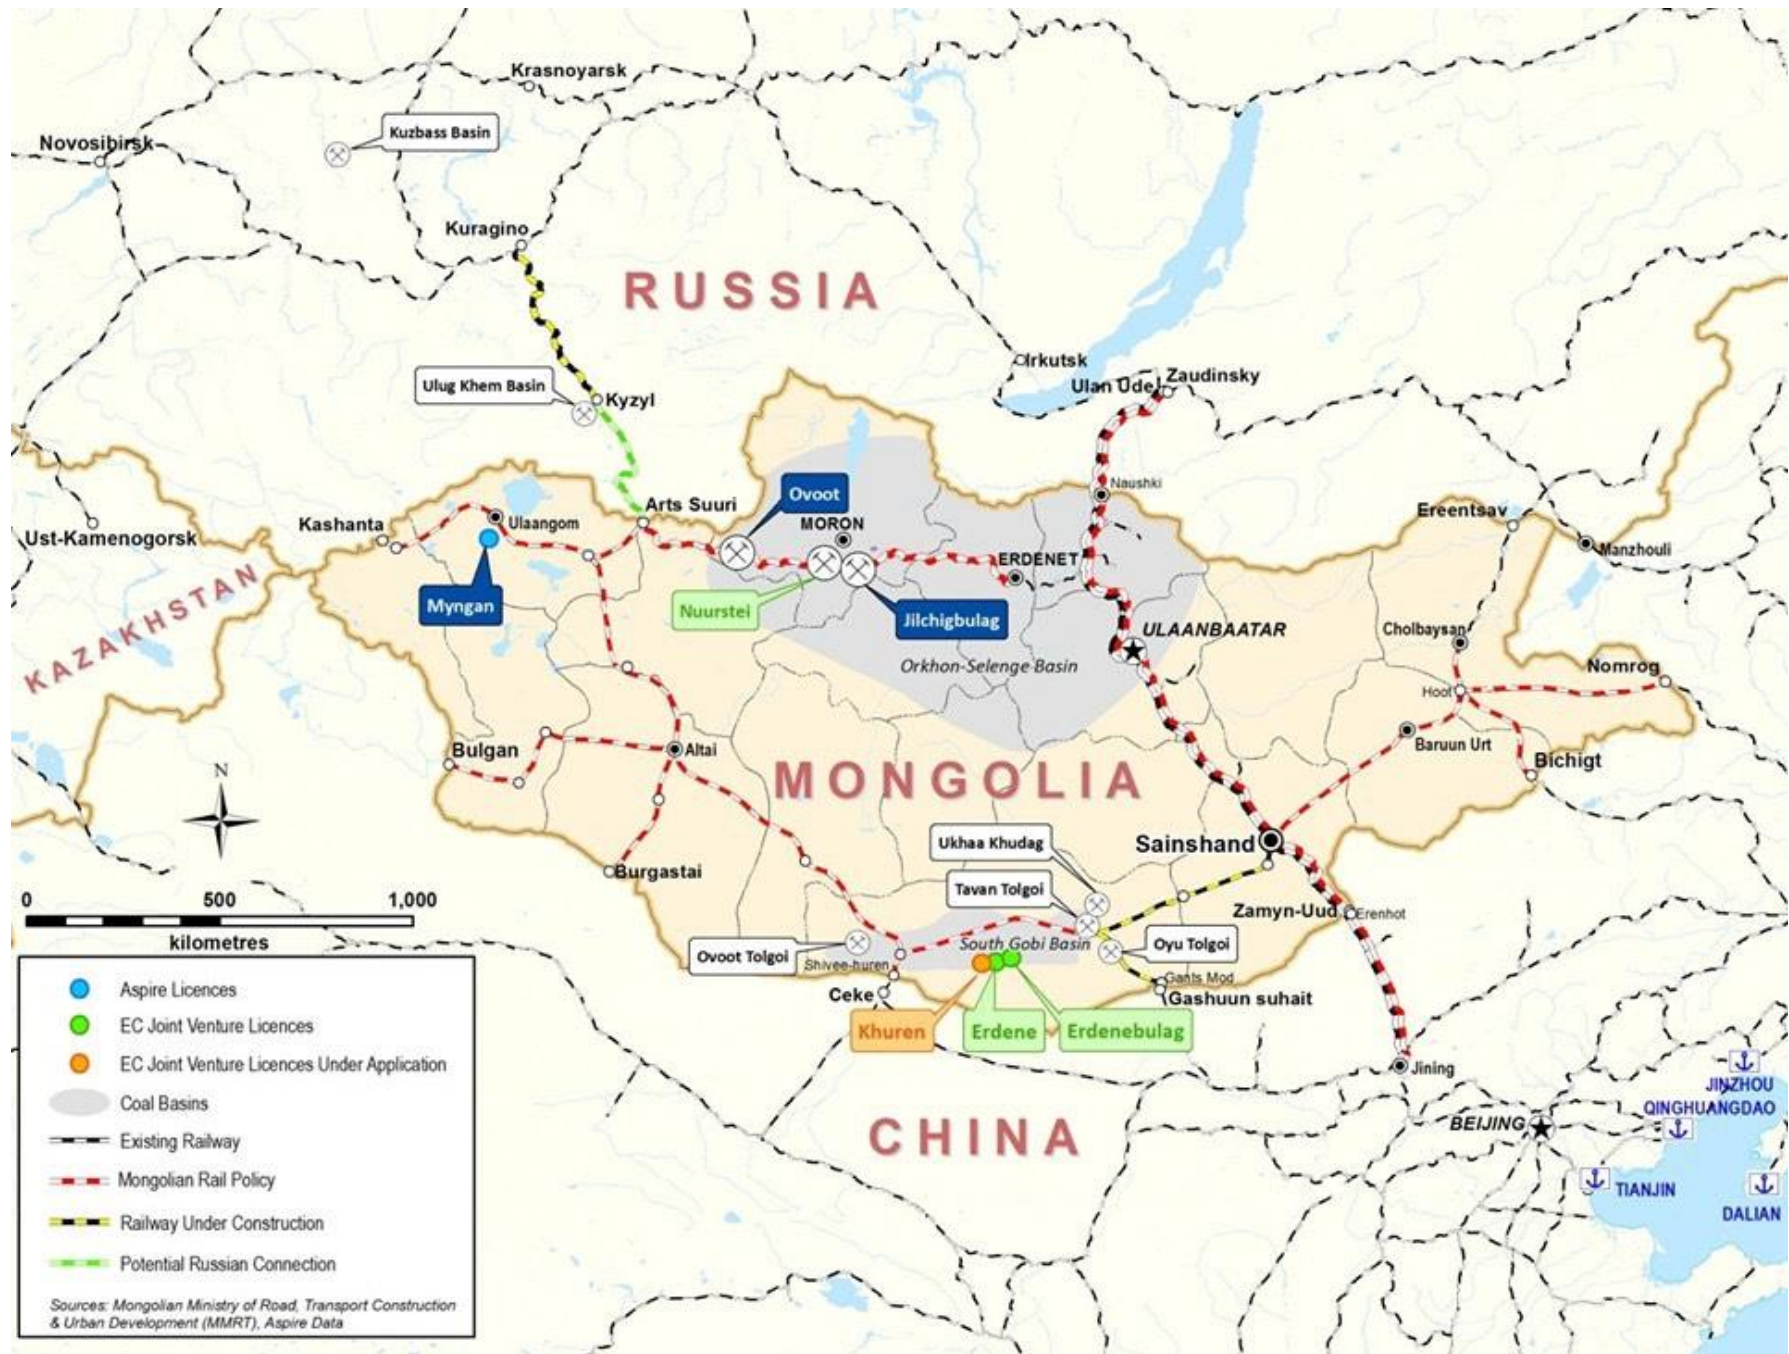 Krasnoyarsk
Kuzbass Basin
Novosibirsk
Kuragino
RUSSIA
Irkutsk
Ulan Ude
Zaudinsky
Ulug Khem Basin
Kyzyl
Naushki
Ovoot
Arts Suuri
MORON
Ulaangom
Kashanta
Ust-Kamenogorsk
Ereentsav
Manzhouli
ERDENET
KAZAKHSTAN
Myngan
Nuurstei
Jilchigbulag
ULAANBAATAR
Cholbaysan
Orkhon-Selenge Basin
Nomrog
Hoot
Bulgan
Altai
Baruun Urt
Bichigt
N
MONGOLIA
Ukhaa Khudag
Sainshand
Burgastai
Tavan Tolgoi
0 500 1,000
kilometres
Zamyn-Uud
Erenhot
Ovoot Tolgoi
South Gobi Basin
Oyu Tolgoi
Shivee-huren
Gants Mod
Ceke
Gashuun suhait
Khuren
Erdene
Erdenebulag
Jining
CHINA
JINZHOU
QINGHUANGDAO
BEIJING
TIANJIN
DALIAN
Aspire Licences
EC Joint Venture Licences
EC Joint Venture Licences Under Application
Coal Basins
Existing Railway
Mongolian Rail Policy
Railway Under Construction
Potential Russian Connection
Sources: Mongolian Ministry of Road, Transport Construction
& Urban Development (MMRT), Aspire Data